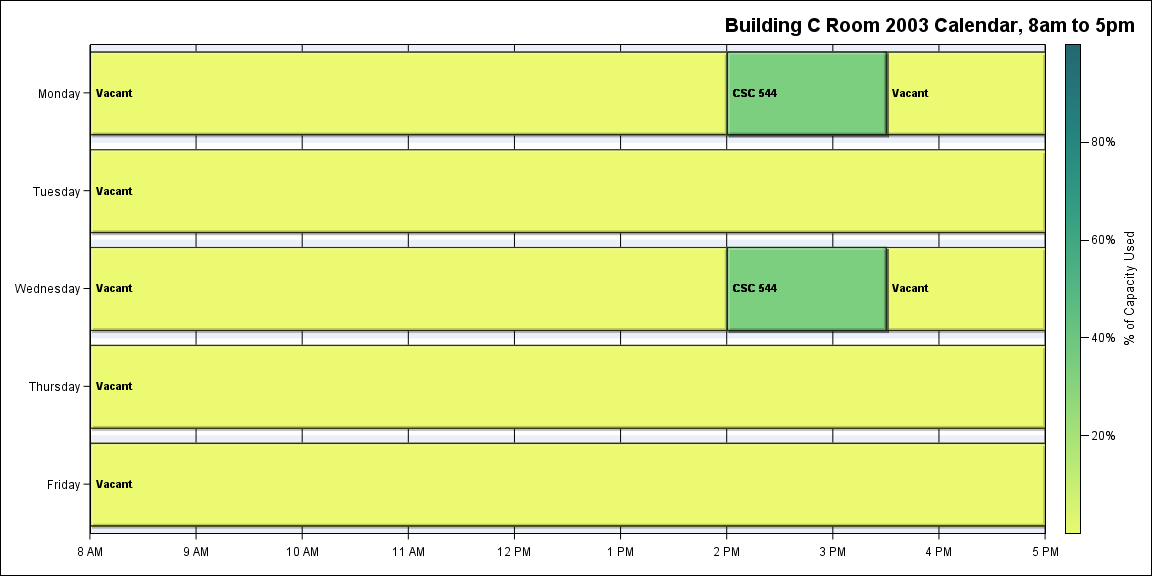 Building C Room 2003 Calendar, 8am to 5pm
Monday
Vacant
CSC 544
Vacant
Tuesday
Vacant
Wednesday
Vacant
CSC 544
Vacant
Thursday
Vacant
Friday
Vacant
8 AM
9 AM
10 AM
11 AM
12 PM
1 PM
2 PM
3 PM
4 PM
5 PM
80%
60%
40%
20%
% of Capacity Used